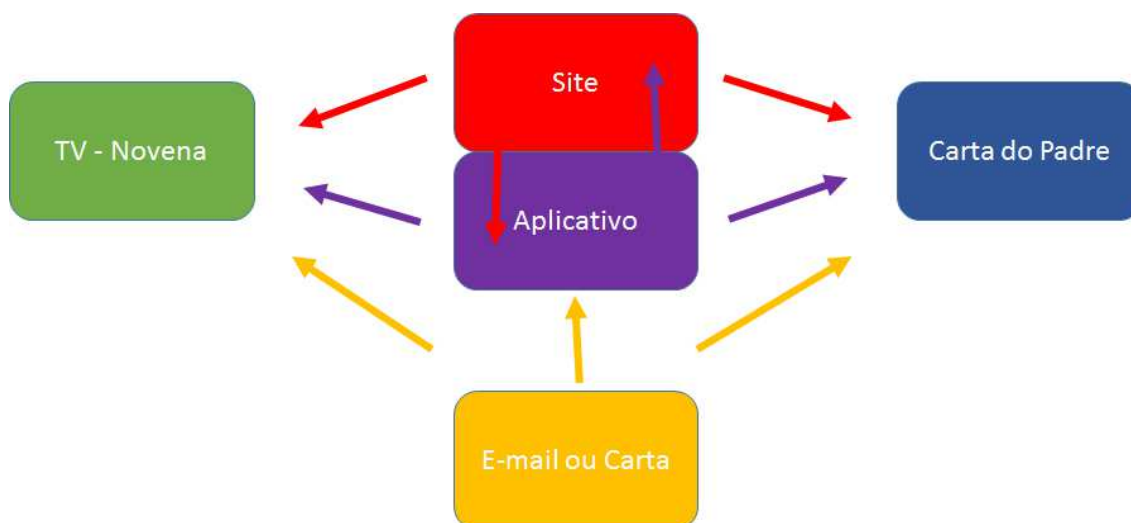 Site
TV - Novena
Carta do Padre
Aplicativo
E-mail ou Carta